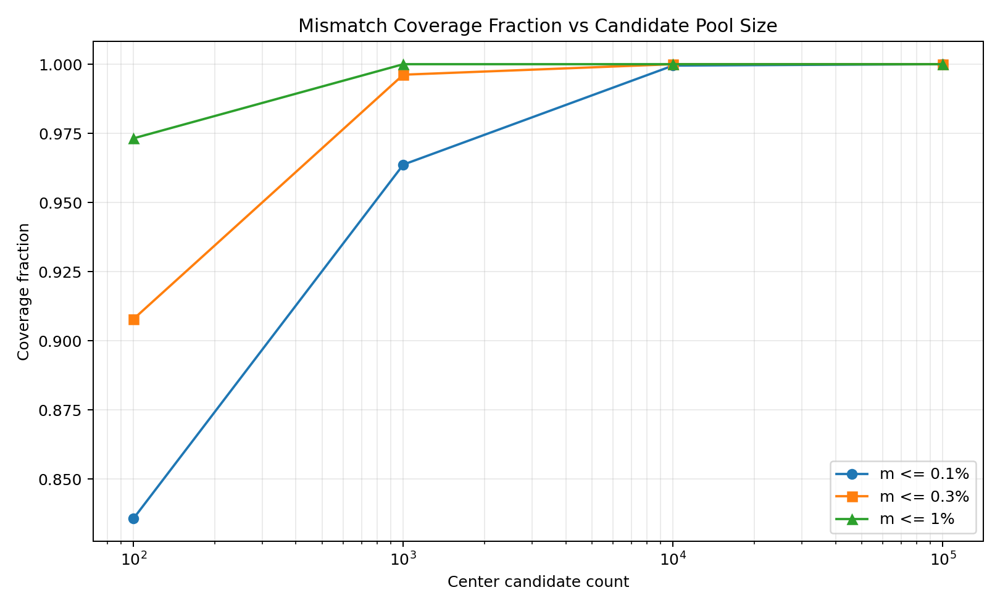 Mismatch Coverage Fraction vs Candidate Pool Size
1.000
0.975
0.950
0.925
0.900
0.875
0.850
Coverage fraction
m <= 0.1%
m <= 0.3%
m <= 1%
10² 10³ 10⁴ 10⁵
Center candidate count